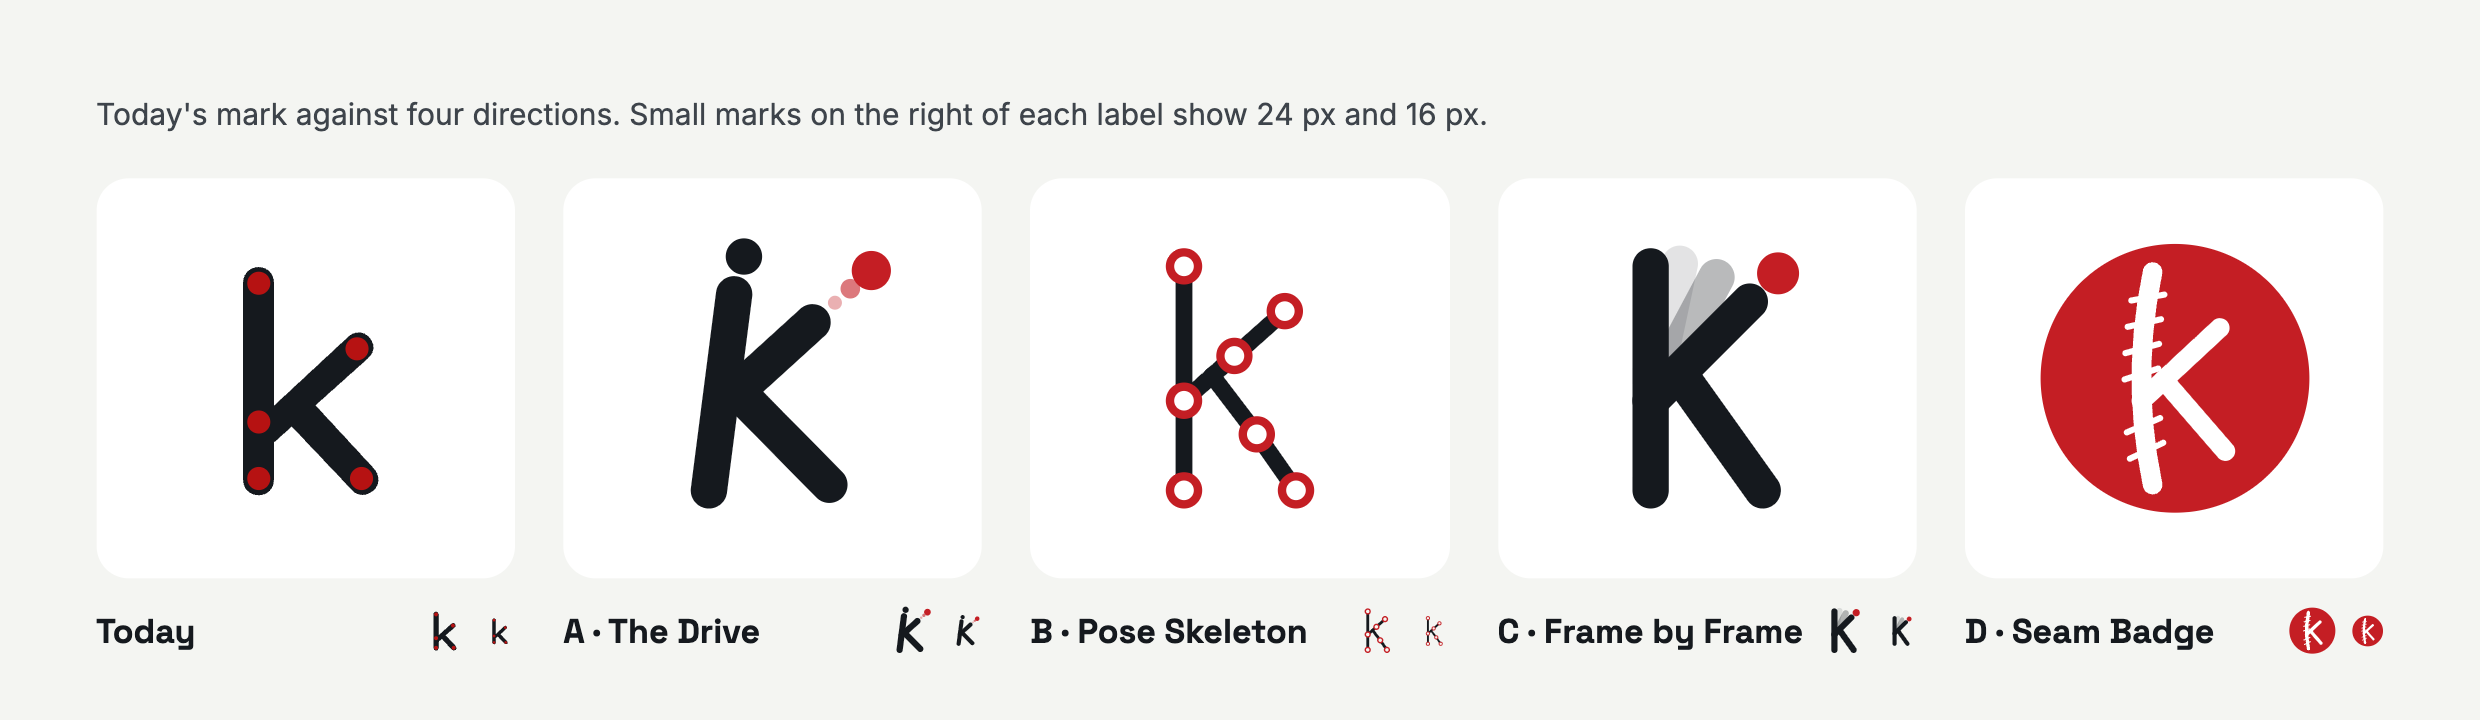 Today's mark against four directions. Small marks on the right of each label show 24 px and 16 px.
Today
A · The Drive
B · Pose Skeleton
C · Frame by Frame
D · Seam Badge